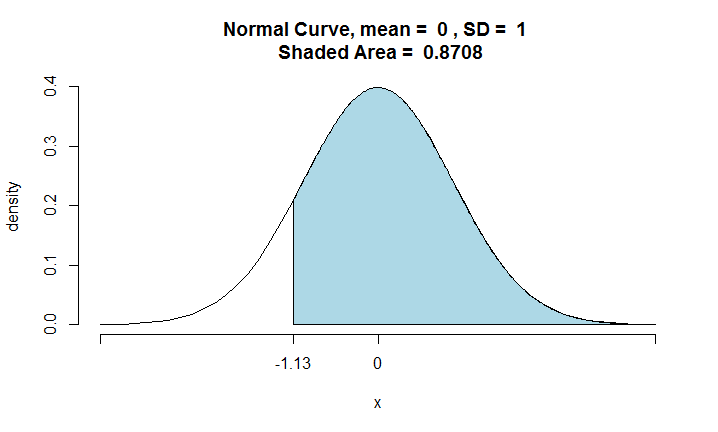 Normal Curve, mean =  0 , SD =  1
Shaded Area =  0.8708
0.4
0.3
0.2
0.1
0.0
density
-1.13
0
x